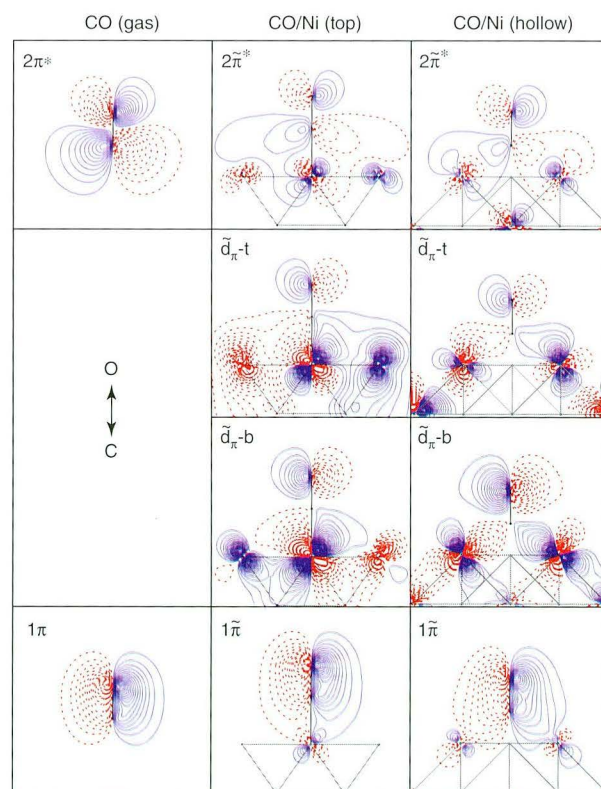 CO (gas) CO/Ni (top) CO/Ni (hollow)
2π* 2π̃* 2π̃*
d̃π-t d̃π-t
O
C
d̃π-b d̃π-b
1π 1π̃ 1π̃